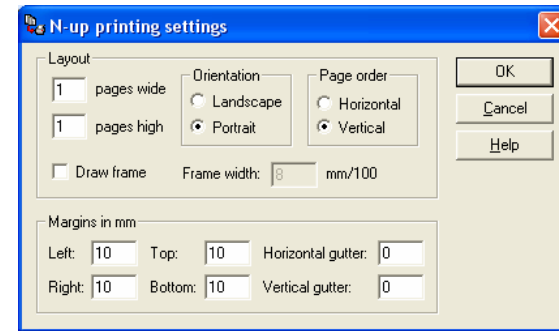 N-up printing settings
Layout
1 pages wide
1 pages high
Orientation
Landscape
Portrait
Page order
Horizontal
Vertical
Draw frame Frame width: 8 mm/100
Margins in mm
Left: 10 Top: 10 Horizontal gutter: 0
Right: 10 Bottom: 10 Vertical gutter: 0
OK
Cancel
Help